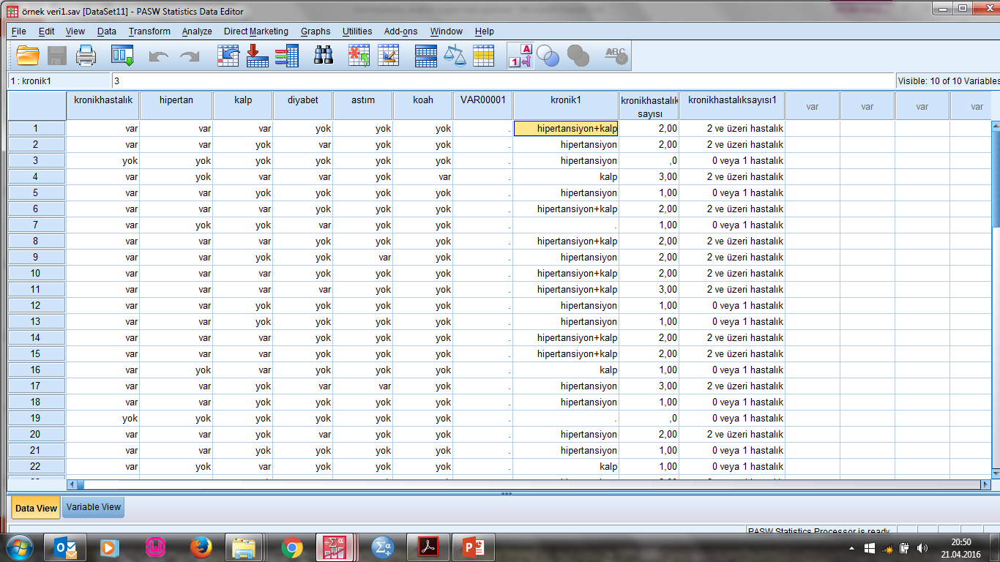 örnek veri1.sav [DataSet11] - PASW Statistics Data Editor
File Edit View Data Transform Analyze Direct Marketing Graphs Utilities Add-ons Window Help
1 : kronik1 3 Visible: 10 of 10 Variables
kronikhastalık hipertan kalp diyabet astım koah VAR00001 kronik1 kronikhastalık sayısı kronikhastalıksayısı1 var var var var
1 var var var yok yok yok . hipertansiyon+kalp 2,00 2 ve üzeri hastalık
2 var var yok var yok yok . hipertansiyon 2,00 2 ve üzeri hastalık
3 yok yok yok yok yok yok . hipertansiyon ,0 0 veya 1 hastalık
4 var yok var var yok var . kalp 3,00 2 ve üzeri hastalık
5 var var yok yok yok yok . hipertansiyon 1,00 0 veya 1 hastalık
6 var var var yok yok yok . hipertansiyon+kalp 2,00 2 ve üzeri hastalık
7 var yok yok var yok yok . . 1,00 0 veya 1 hastalık
8 var var var yok yok yok . hipertansiyon+kalp 2,00 2 ve üzeri hastalık
9 var var yok yok var yok . hipertansiyon 2,00 2 ve üzeri hastalık
10 var var var yok yok yok . hipertansiyon+kalp 2,00 2 ve üzeri hastalık
11 var var var var yok yok . hipertansiyon+kalp 3,00 2 ve üzeri hastalık
12 var var yok yok yok yok . hipertansiyon 1,00 0 veya 1 hastalık
13 var var yok yok yok yok . hipertansiyon 1,00 0 veya 1 hastalık
14 var var var yok yok yok . hipertansiyon+kalp 2,00 2 ve üzeri hastalık
15 var var var yok yok yok . hipertansiyon+kalp 2,00 2 ve üzeri hastalık
16 var yok var yok yok yok . kalp 1,00 0 veya 1 hastalık
17 var var yok var var yok . hipertansiyon 3,00 2 ve üzeri hastalık
18 var var yok yok yok yok . hipertansiyon 1,00 0 veya 1 hastalık
19 yok yok yok yok yok yok . . ,0 0 veya 1 hastalık
20 var var yok var yok yok . hipertansiyon 2,00 2 ve üzeri hastalık
21 var var yok yok yok yok . hipertansiyon 1,00 0 veya 1 hastalık
22 var yok var yok yok yok . kalp 1,00 0 veya 1 hastalık
Data View Variable View
PASW Statistics Processor is ready
20:50
21.04.2016